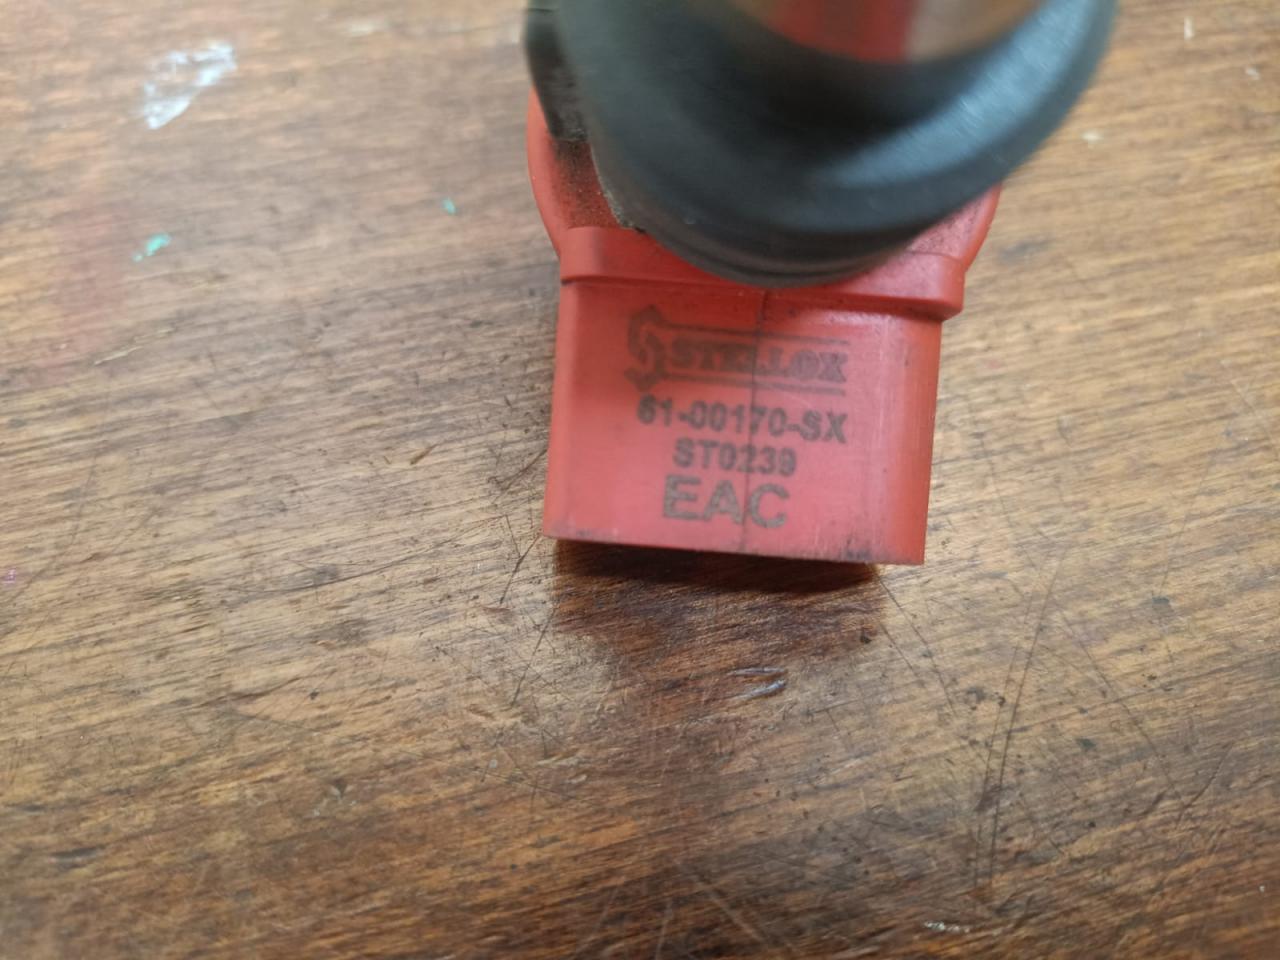 STELLOX
61-00170-SX
ST0239
EAC